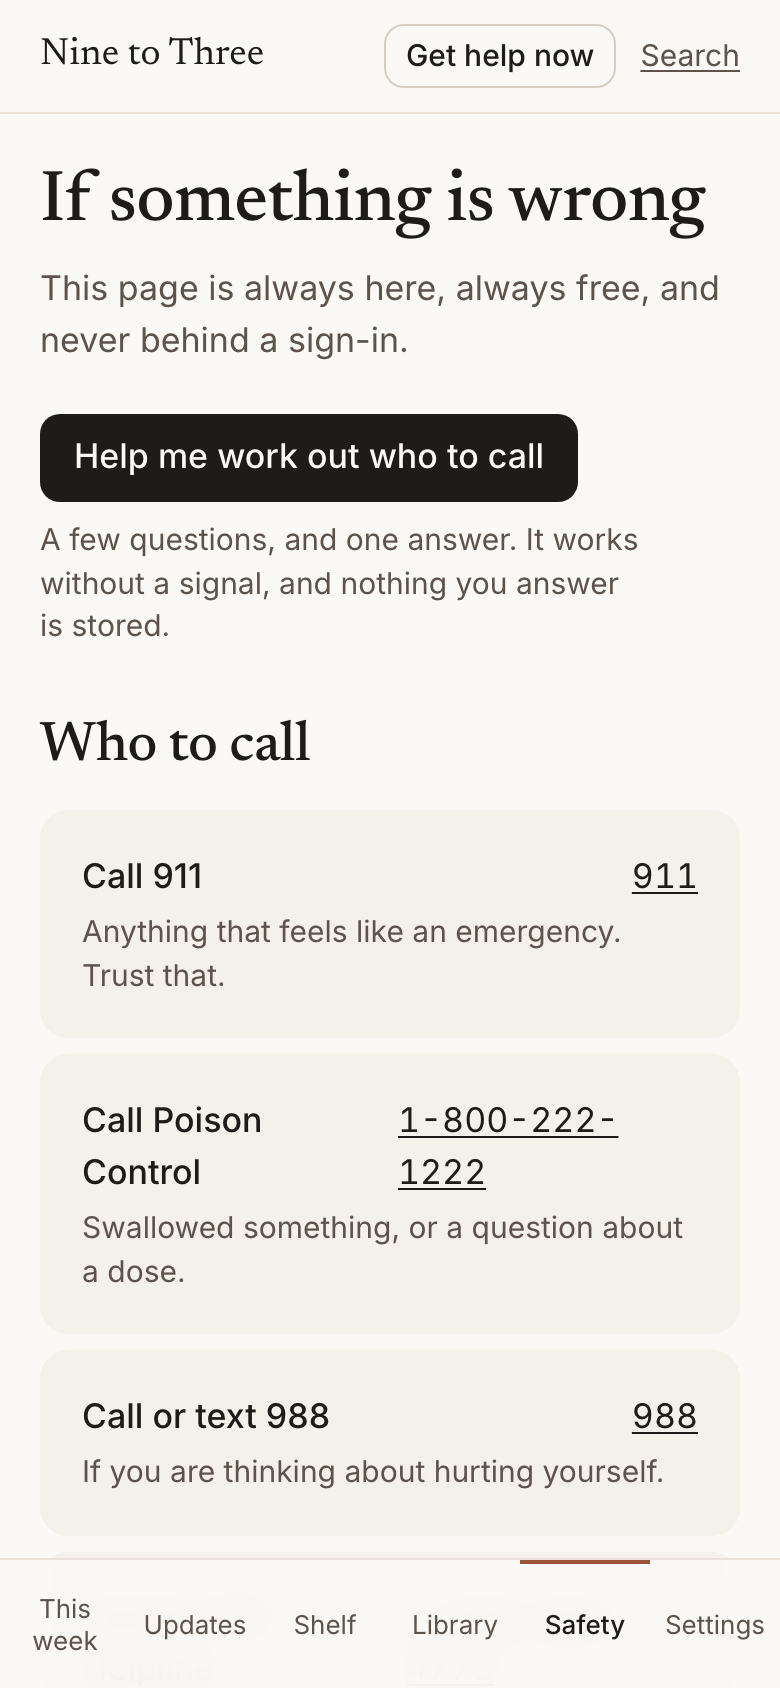 Nine to Three
Get help now
Search
If something is wrong
This page is always here, always free, and
never behind a sign-in.
Help me work out who to call
A few questions, and one answer. It works
without a signal, and nothing you answer
is stored.
Who to call
Call 911
911
Anything that feels like an emergency.
Trust that.
Call Poison
Control
1-800-222-
1222
Swallowed something, or a question about
a dose.
Call or text 988
988
If you are thinking about hurting yourself.
This
week
Updates
Shelf
Library
Safety
Settings